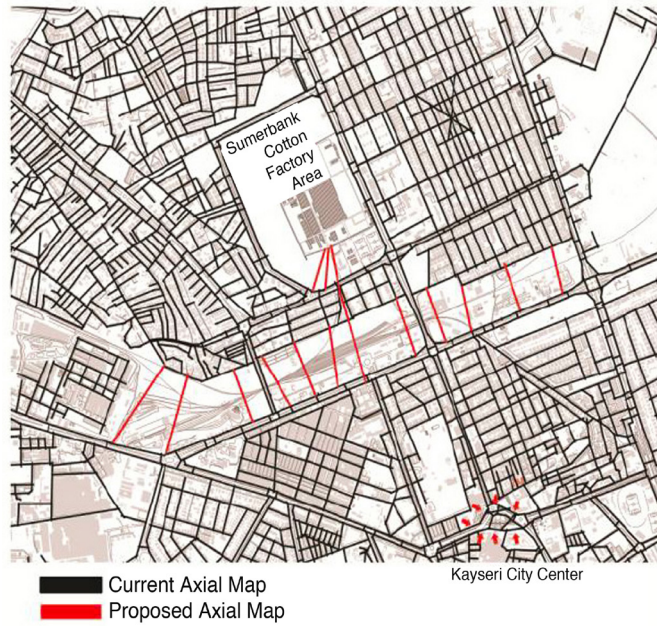 Sumerbank
Cotton
Factory
Area
Kayseri City Center
Current Axial Map
Proposed Axial Map